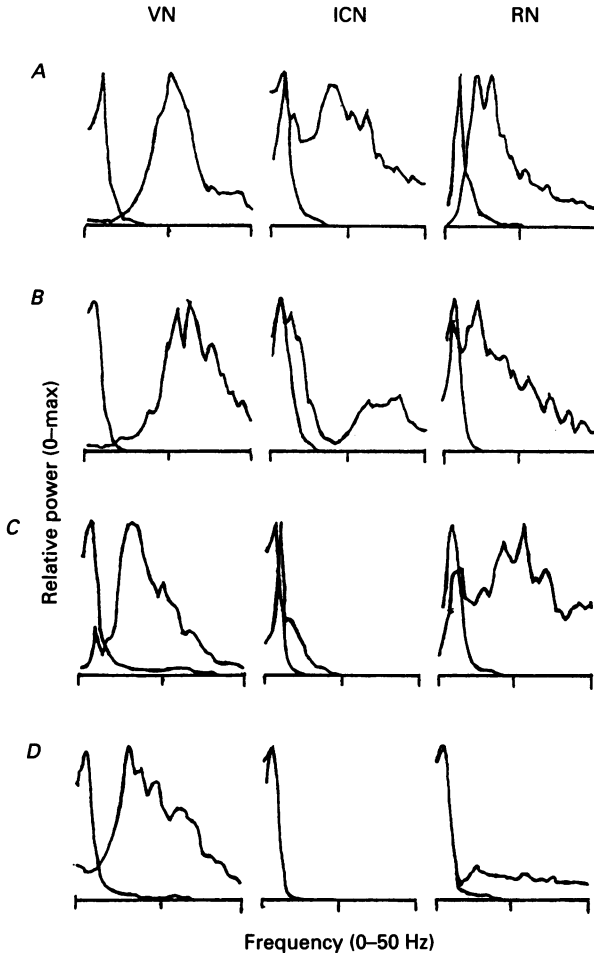 VN ICN RN
A
B
C
D
Relative power (0–max)
Frequency (0–50 Hz)